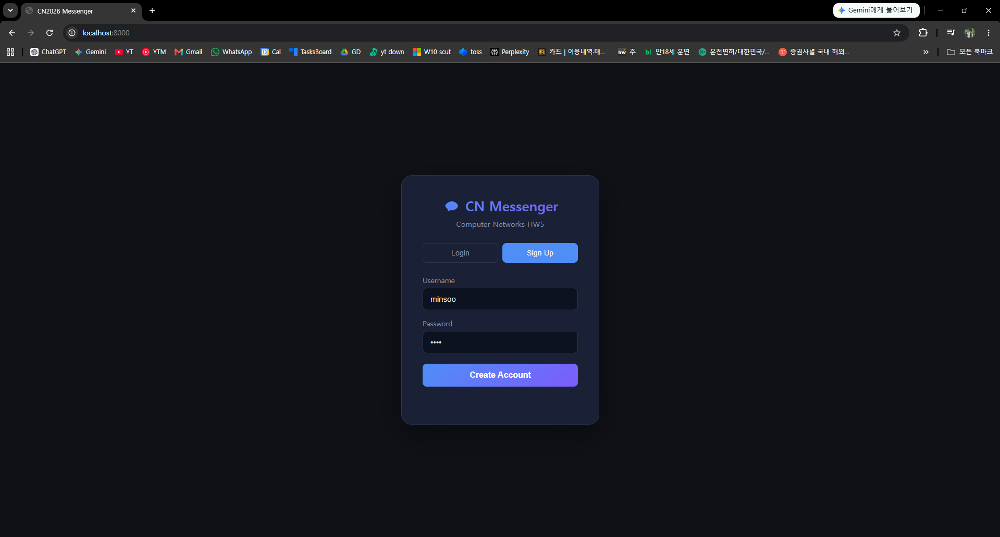 CN2026 Messenger
Gemini에게 물어보기
localhost:8000
ChatGPT Gemini YT YTM Gmail WhatsApp 13 Cal TasksBoard GD yt down W10 scut toss Perplexity 카드 | 이용내역·매... Inv 주 bl 만18세 운면 운전면허/대한민국/... 증권사별 국내 해외... 모든 북마크
CN Messenger
Computer Networks HW5
Login Sign Up
Username
minsoo
Password
••••
Create Account